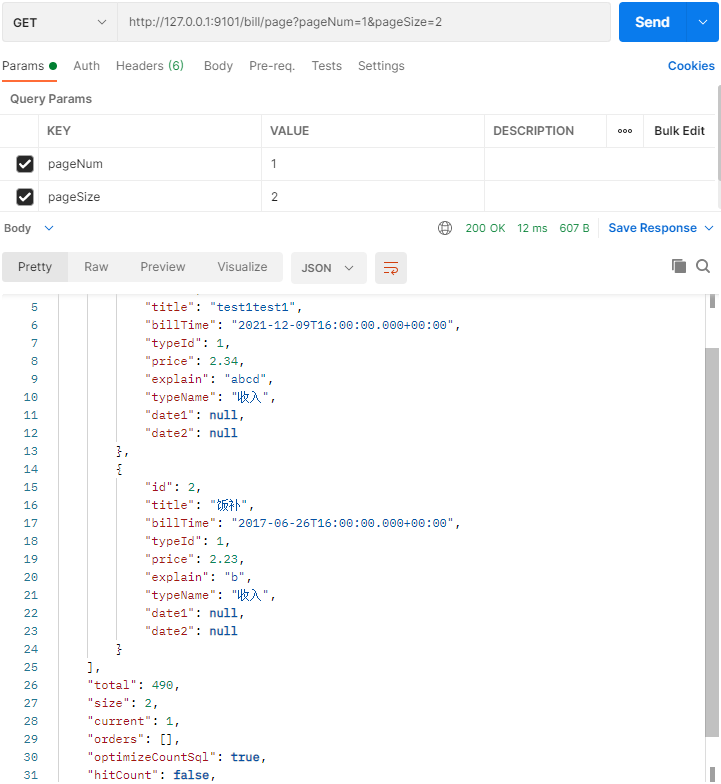 GET http://127.0.0.1:9101/bill/page?pageNum=1&pageSize=2 Send
Params Auth Headers (6) Body Pre-req. Tests Settings Cookies
Query Params
KEY VALUE DESCRIPTION ooo Bulk Edit
pageNum 1
pageSize 2
Body 200 OK 12 ms 607 B Save Response
Pretty Raw Preview Visualize JSON
5 "title": "test1test1",
6 "billTime": "2021-12-09T16:00:00.000+00:00",
7 "typeId": 1,
8 "price": 2.34,
9 "explain": "abcd",
10 "typeName": "收入",
11 "date1": null,
12 "date2": null
13 },
14 {
15 "id": 2,
16 "title": "饭补",
17 "billTime": "2017-06-26T16:00:00.000+00:00",
18 "typeId": 1,
19 "price": 2.23,
20 "explain": "b",
21 "typeName": "收入",
22 "date1": null,
23 "date2": null
24 }
25 ],
26 "total": 490,
27 "size": 2,
28 "current": 1,
29 "orders": [],
30 "optimizeCountSql": true,
31 "hitCount": false,